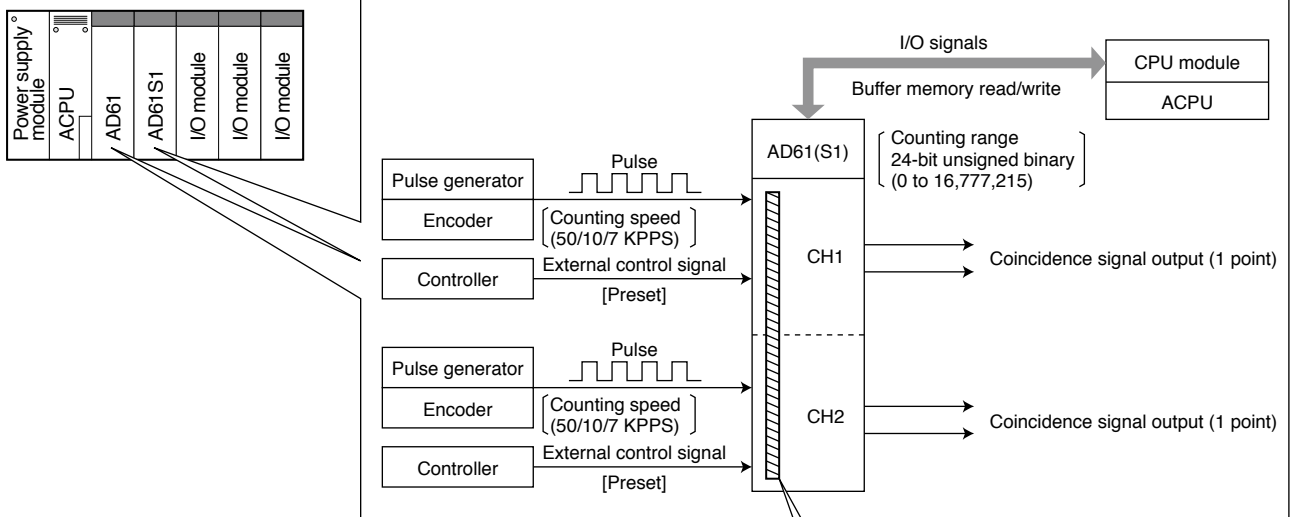 Power supply
module
ACPU
AD61
AD61S1
I/O module
I/O module
I/O module
I/O signals
Buffer memory read/write
CPU module
ACPU
AD61(S1)
Counting range
24-bit unsigned binary
(0 to 16,777,215)
Pulse generator
Encoder
Pulse
Counting speed
(50/10/7 KPPS)
Controller
External control signal
[Preset]
CH1
Coincidence signal output (1 point)
Pulse generator
Encoder
Pulse
Counting speed
(50/10/7 KPPS)
Controller
External control signal
[Preset]
CH2
Coincidence signal output (1 point)